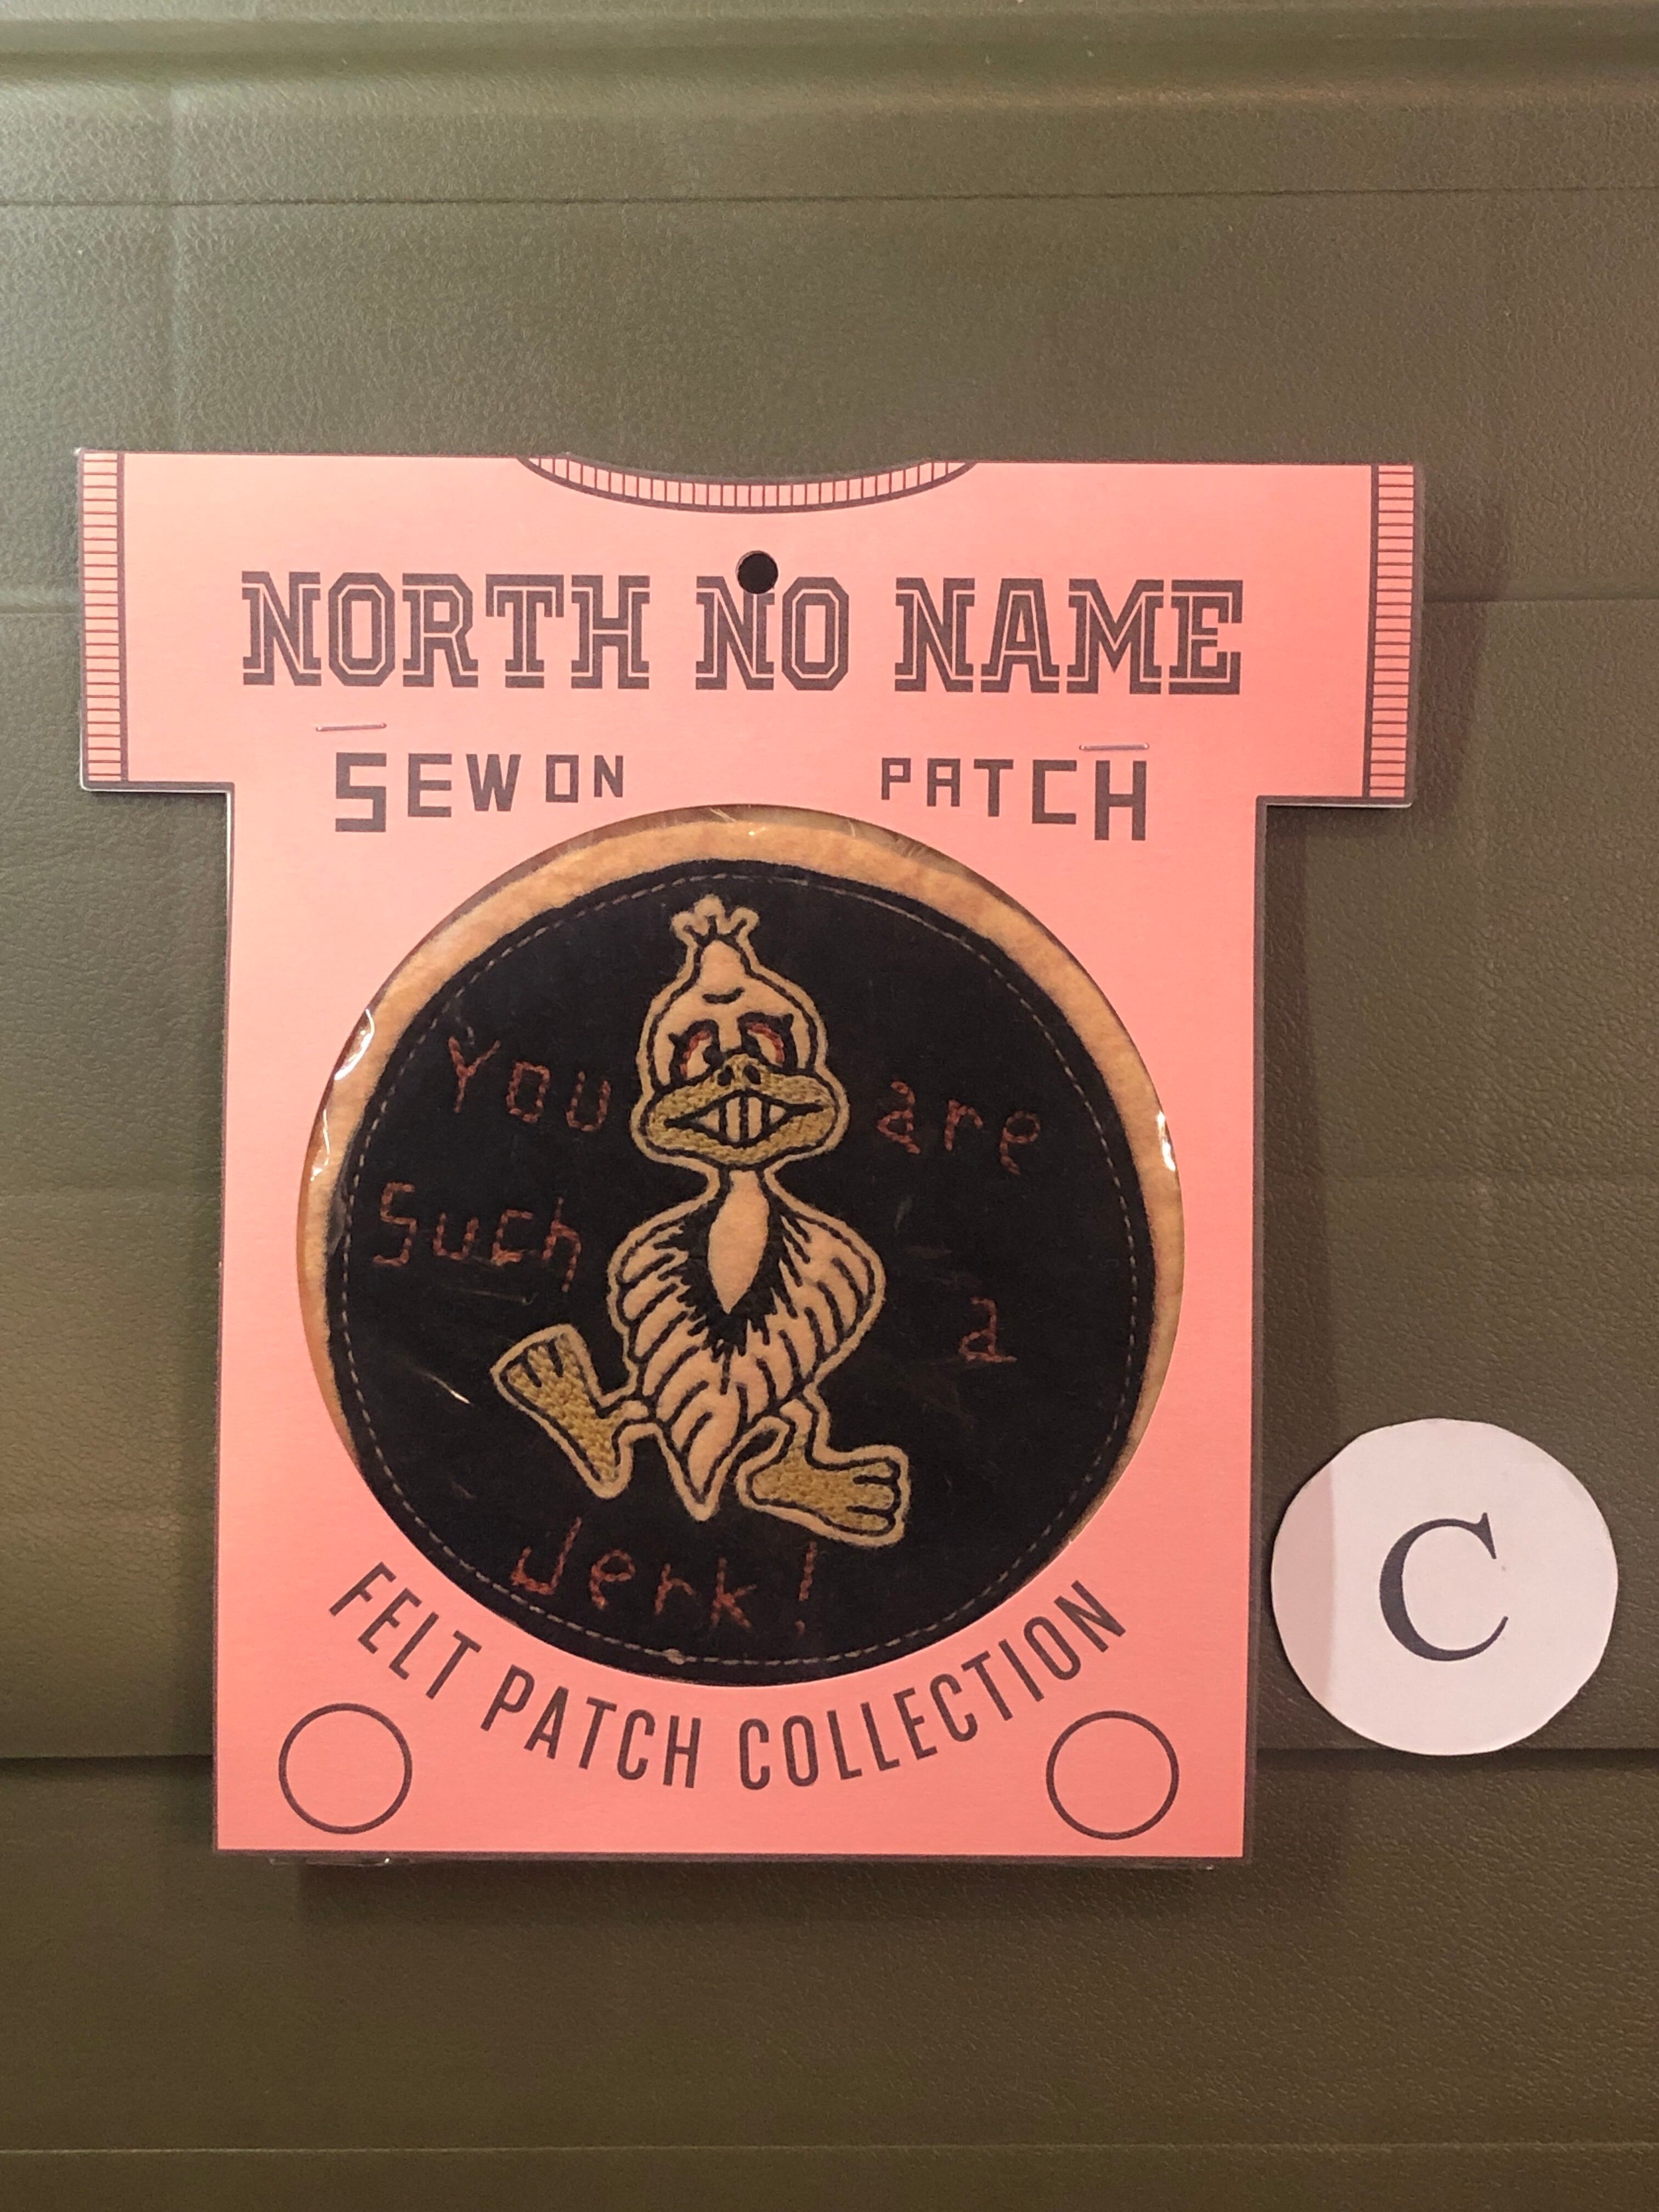 NORTH NO NAME
SEW ON PATCH
You are
Such a
Jerk!
FELT PATCH COLLECTION
C